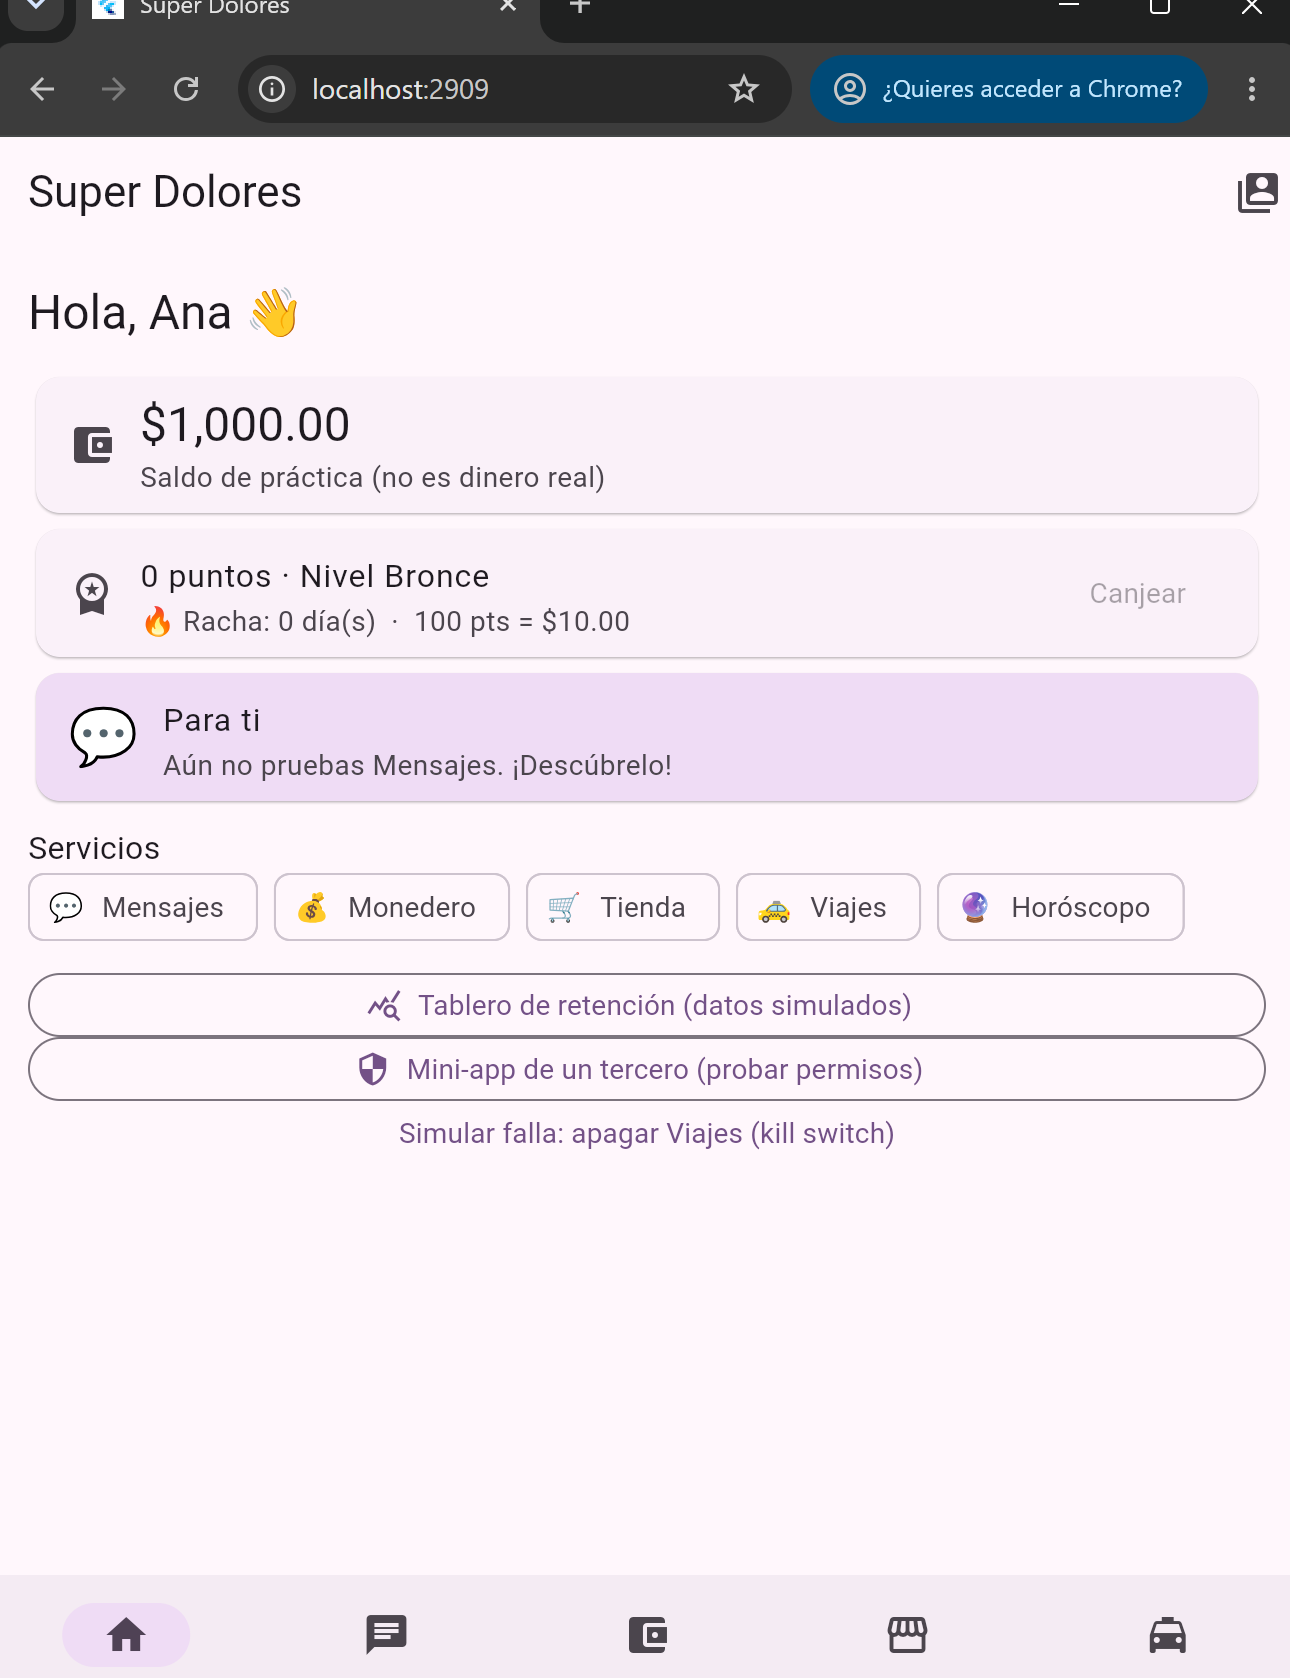 Super Dolores
localhost:2909
¿Quieres acceder a Chrome?
Super Dolores
Hola, Ana 👋
$1,000.00
Saldo de práctica (no es dinero real)
0 puntos · Nivel Bronce
🔥 Racha: 0 día(s) · 100 pts = $10.00
Canjear
Para ti
Aún no pruebas Mensajes. ¡Descúbrelo!
Servicios
💬 Mensajes
💰 Monedero
🛒 Tienda
🚕 Viajes
🔮 Horóscopo
Tablero de retención (datos simulados)
Mini-app de un tercero (probar permisos)
Simular falla: apagar Viajes (kill switch)